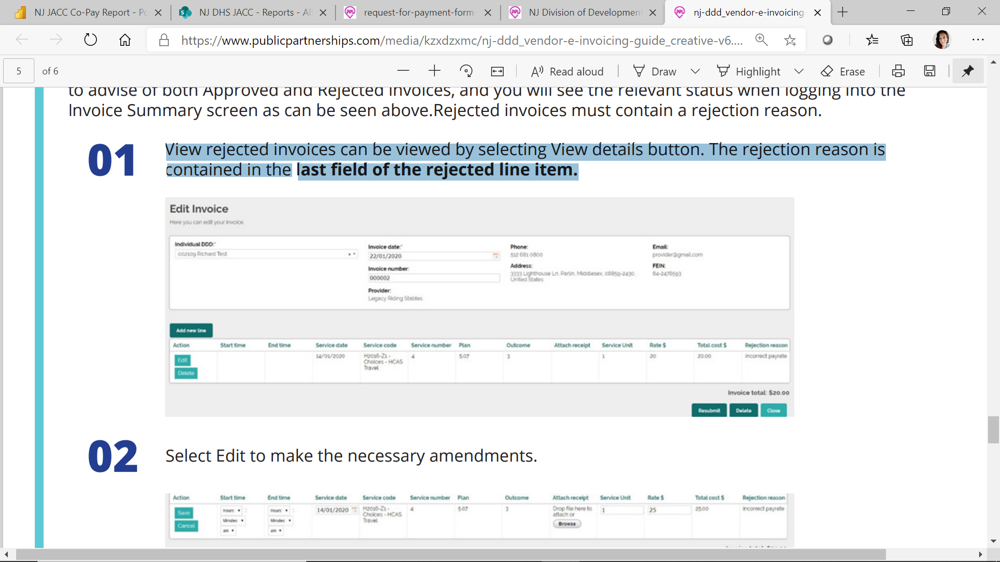 NJ JACC Co-Pay Report - Po
NJ DHS JACC - Reports - All
request-for-payment-form-
NJ Division of Development
nj-ddd_vendor-e-invoicing-
https://www.publicpartnerships.com/media/kzxdzxmc/nj-ddd_vendor-e-invoicing-guide_creative-v6....
5 of 6
Read aloud Draw Highlight Erase
to advise of both Approved and Rejected invoices, and you will see the relevant status when logging into the
Invoice Summary screen as can be seen above.Rejected invoices must contain a rejection reason.
01 View rejected invoices can be viewed by selecting View details button. The rejection reason is
contained in the last field of the rejected line item.
Edit Invoice
Here you can edit your invoice.
Individual DDD:*
002109 Richard Test
Invoice date:*
22/01/2020
Invoice number:
000002
Provider:
Legacy Riding Stables
Phone:
512 681 0800
Address:
3333 Lighthouse Ln, Parlin, Middlesex, 08859-2430,
United States
Email:
provider@gmail.com
FEIN:
84-2478593
Add new line
Action Start time End time Service date Service code Service number Plan Outcome Attach receipt Service Unit Rate $ Total cost $ Rejection reason
Edit 14/01/2020 H2016-Z1 - 4 5.07 3 1 20 20.00 incorrect payrate
Choices - HCAS
Travel
Delete
Invoice total: $20.00
Resubmit Delete Close
02 Select Edit to make the necessary amendments.
Action Start time End time Service date Service code Service number Plan Outcome Attach receipt Service Unit Rate $ Total cost $ Rejection reason
Save Hours : Hours : 14/01/2020 H2016-Z1 - 4 5.07 3 Drop file here to 1 25 25.00 incorrect payrate
Choices - HCAS attach or
Minutes Minutes Travel Browse
Cancel am am